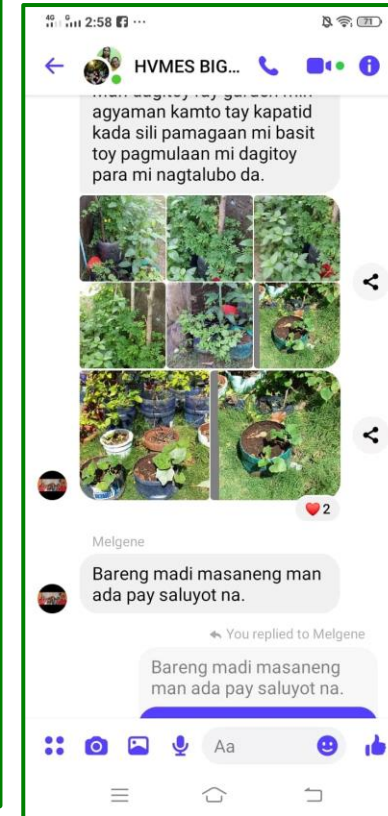 4G 2:58
71
HVMES BIG...
agyaman kamto tay kapatid
kada sili pamagaan mi basit
toy pagmulaan mi dagitoy
para mi nagtalubo da.
2
Melgene
Bareng madi masaneng man
ada pay saluyot na.
You replied to Melgene
Bareng madi masaneng
man ada pay saluyot na.
Aa